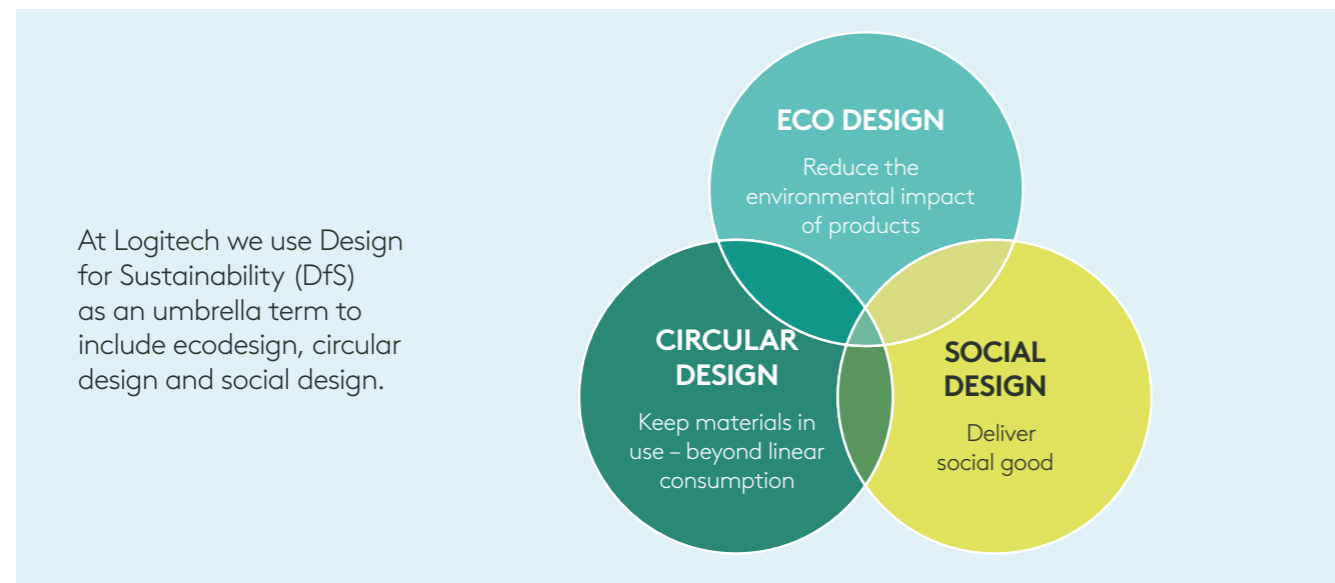 At Logitech we use Design
for Sustainability (DfS)
as an umbrella term to
include ecodesign, circular
design and social design.
ECO DESIGN
Reduce the
environmental impact
of products
CIRCULAR
DESIGN
Keep materials in
use – beyond linear
consumption
SOCIAL
DESIGN
Deliver
social good